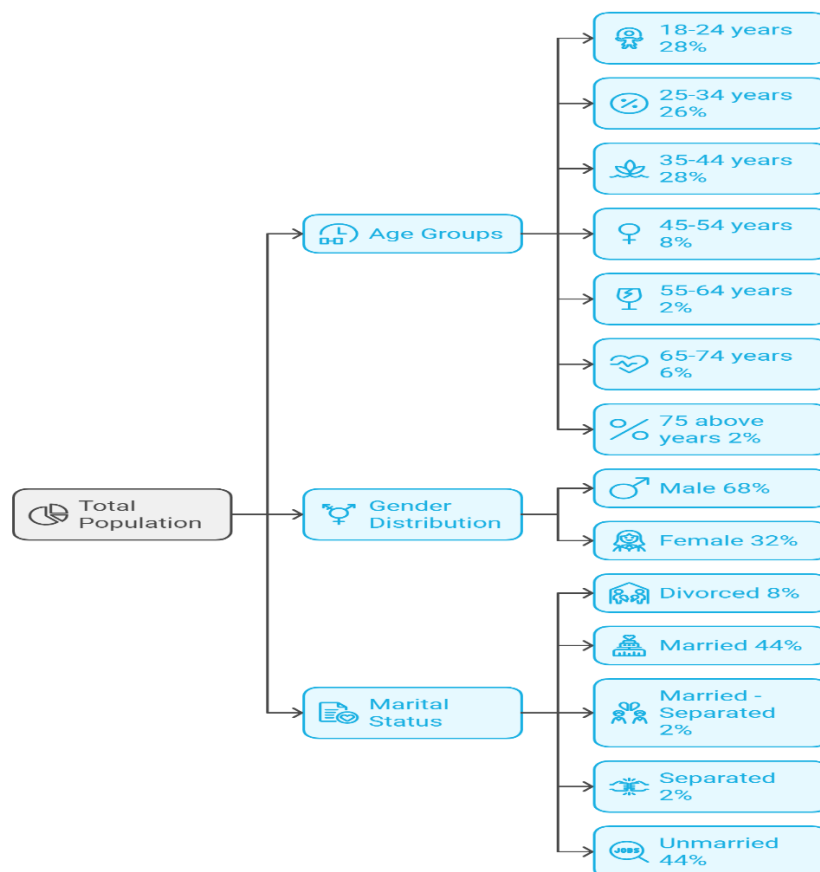 18-24 years
28%
25-34 years
26%
35-44 years
28%
Age Groups
45-54 years
8%
55-64 years
2%
65-74 years
6%
75 above
years 2%
Total
Population
Gender
Distribution
Male 68%
Female 32%
Divorced 8%
Married 44%
Marital
Status
Married -
Separated
2%
Separated
2%
JOBS
Unmarried
44%